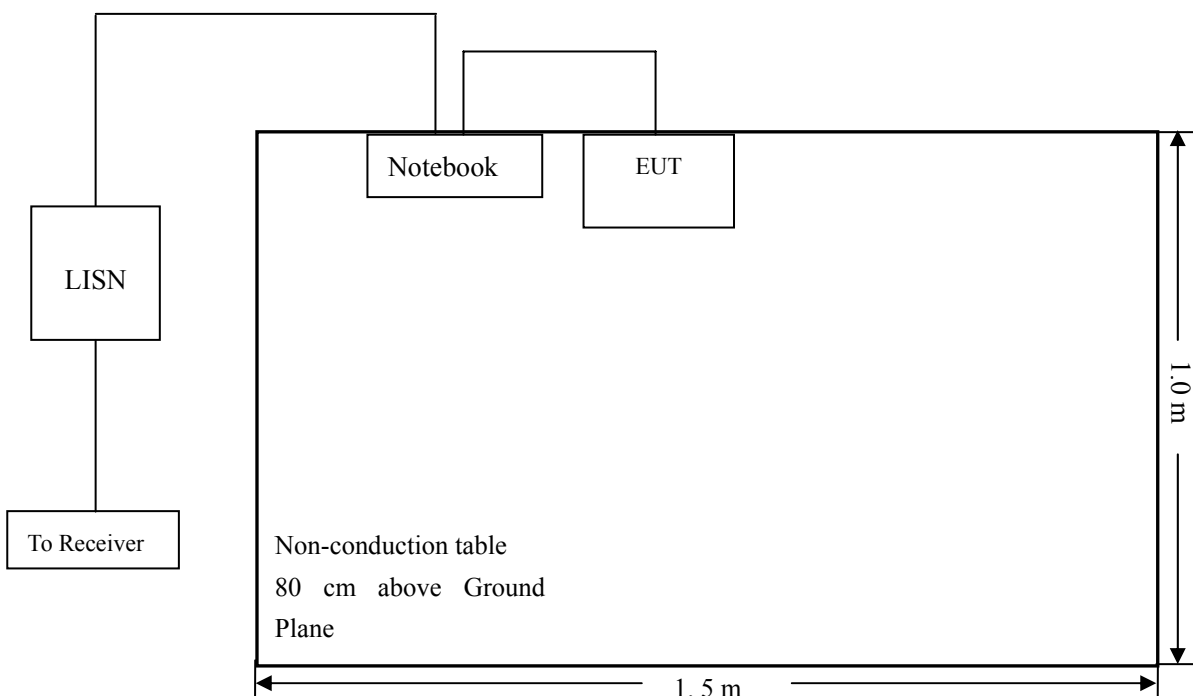 Notebook
EUT
LISN
1.0 m
To Receiver
Non-conduction table
80 cm above Ground
Plane
1. 5 m